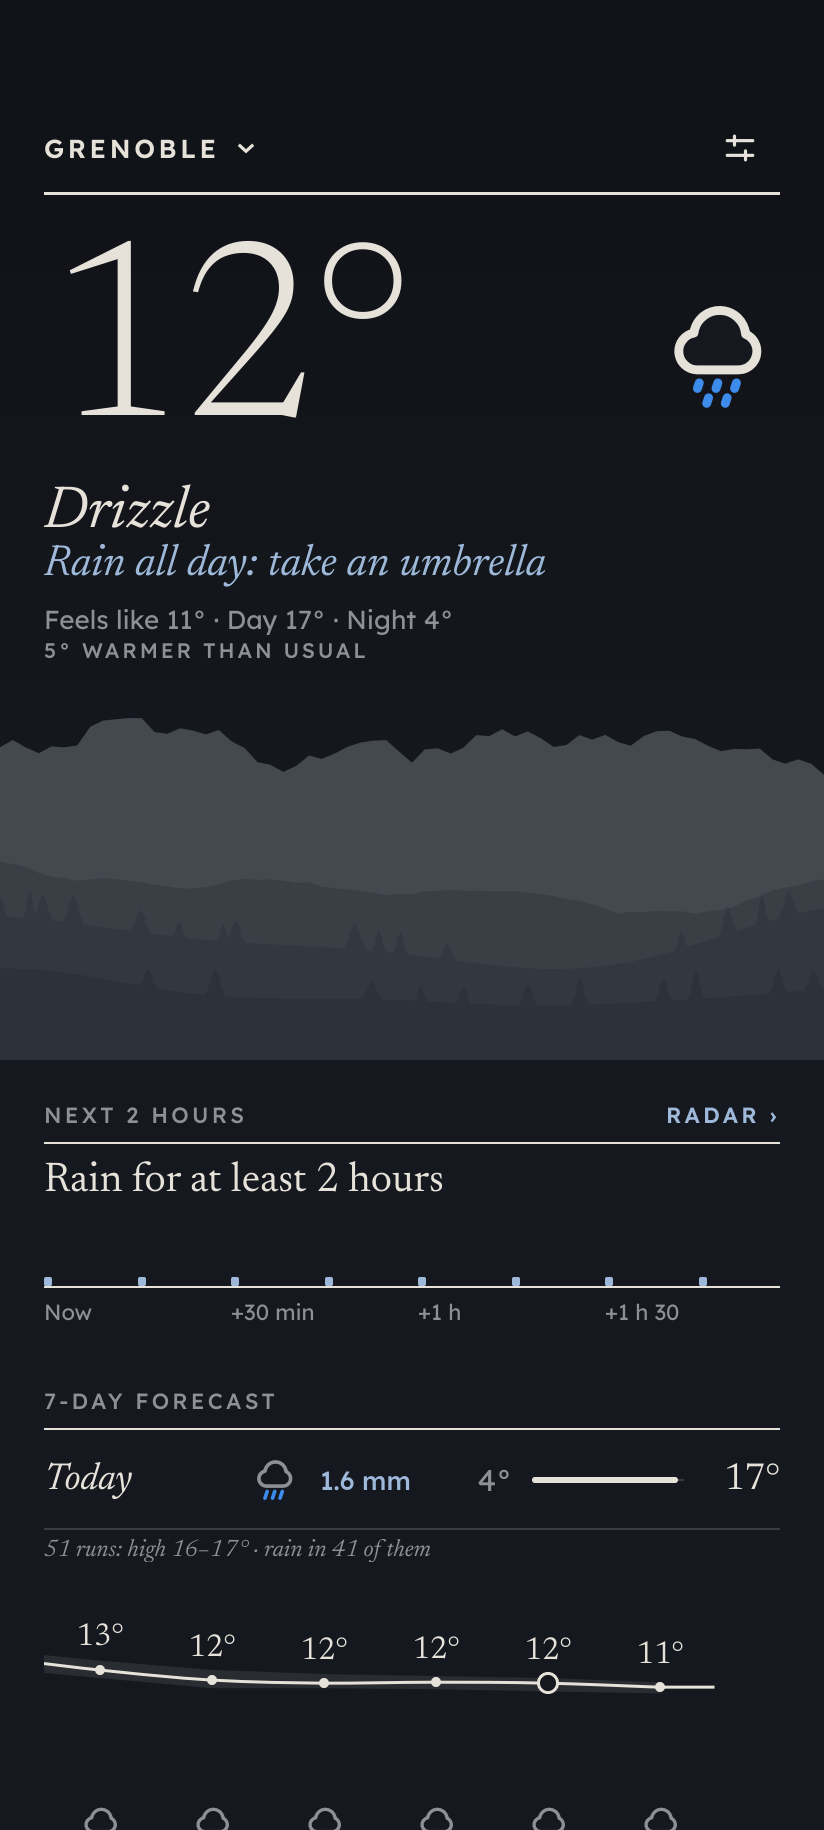 GRENOBLE
12°
Drizzle
Rain all day: take an umbrella
Feels like 11° · Day 17° · Night 4°
5° WARMER THAN USUAL
NEXT 2 HOURS RADAR ›
Rain for at least 2 hours
Now +30 min +1 h +1 h 30
7-DAY FORECAST
Today 1.6 mm 4° 17°
51 runs: high 16–17° · rain in 41 of them
13° 12° 12° 12° 12° 11°